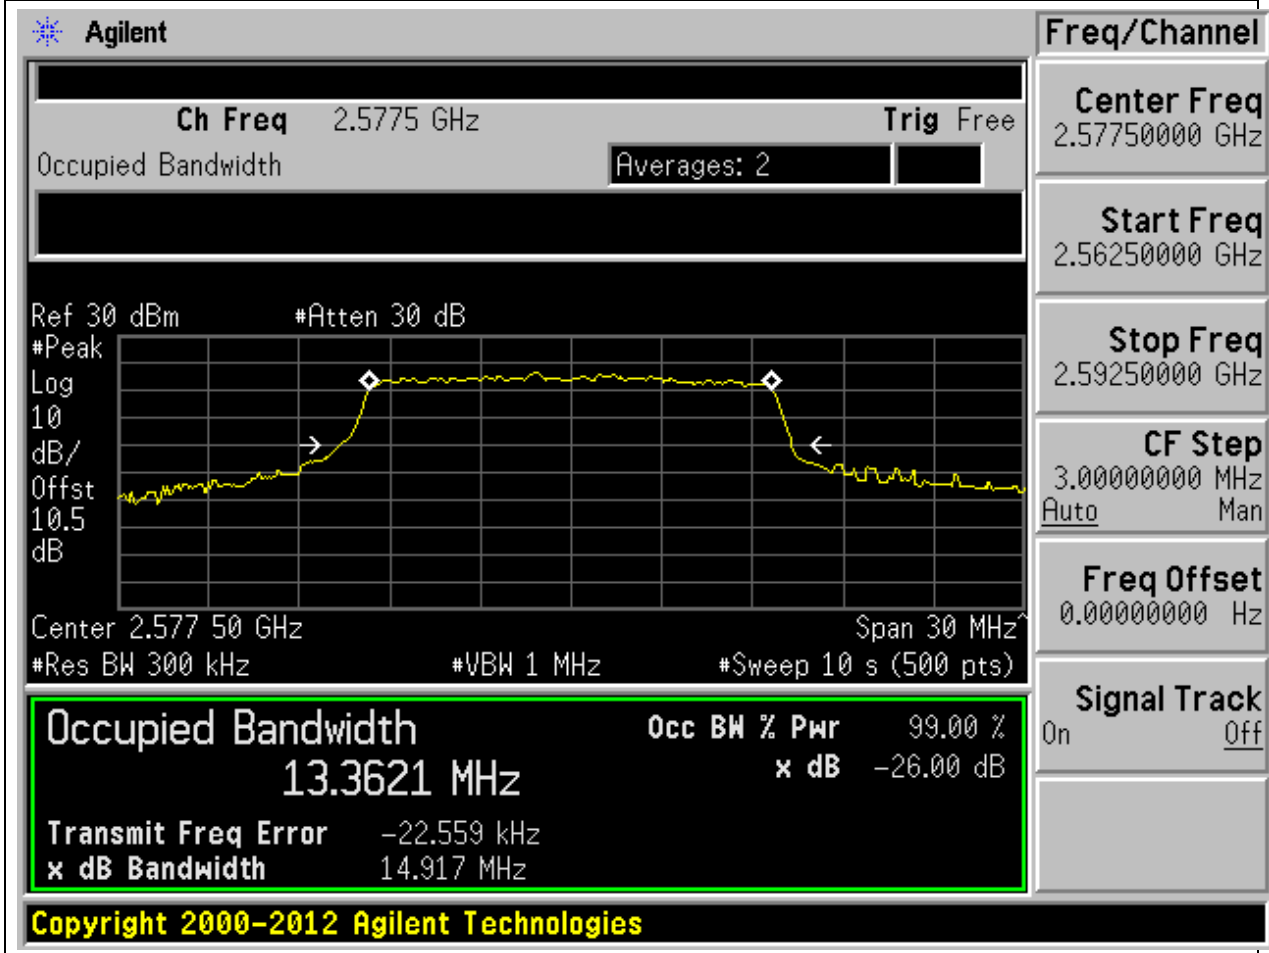 Agilent
Freq/Channel
Ch Freq 2.5775 GHz Trig Free
Occupied Bandwidth Averages: 2
Center Freq
2.57750000 GHz
Start Freq
2.56250000 GHz
Stop Freq
2.59250000 GHz
CF Step
3.00000000 MHz
Auto Man
Freq Offset
0.00000000 Hz
Signal Track
On Off
Ref 30 dBm #Atten 30 dB
#Peak
Log
10
dB/
Offst
10.5
dB
Center 2.577 50 GHz Span 30 MHz^
#Res BW 300 kHz #VBW 1 MHz #Sweep 10 s (500 pts)
Occupied Bandwidth Occ BW % Pwr 99.00 %
13.3621 MHz x dB -26.00 dB
Transmit Freq Error -22.559 kHz
x dB Bandwidth 14.917 MHz
Copyright 2000-2012 Agilent Technologies